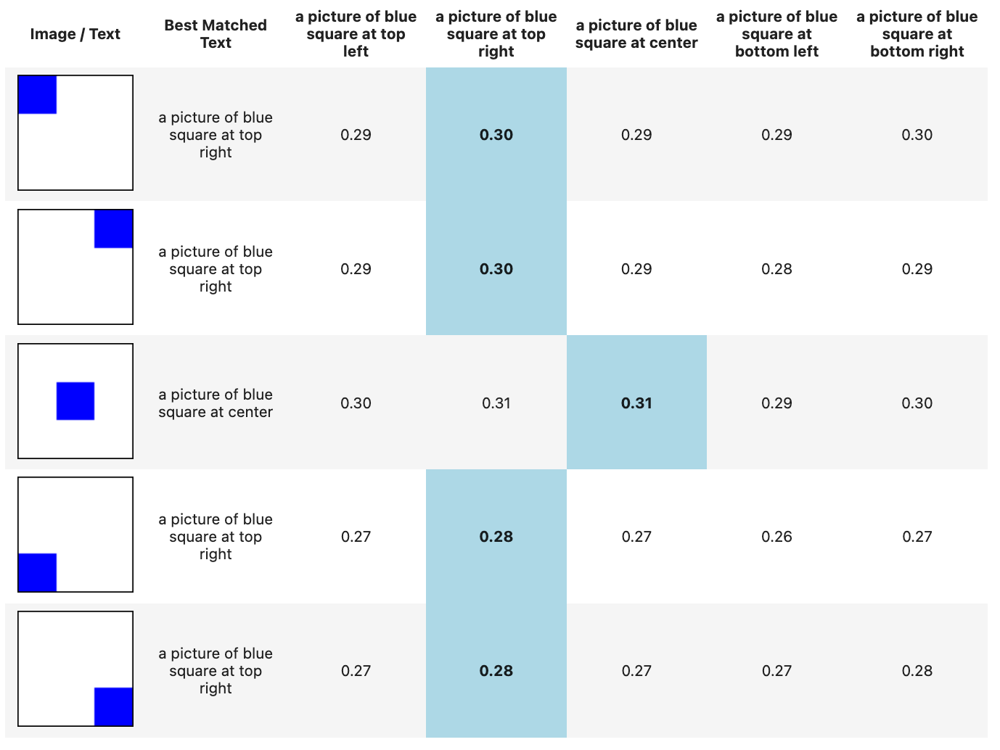 Image / Text
Best Matched
Text
a picture of blue
square at top
left
a picture of blue
square at top
right
a picture of blue
square at center
a picture of blue
square at
bottom left
a picture of blue
square at
bottom right
a picture of blue
square at top
right
0.29
0.30
0.29
0.29
0.30
a picture of blue
square at top
right
0.29
0.30
0.29
0.28
0.29
a picture of blue
square at center
0.30
0.31
0.31
0.29
0.30
a picture of blue
square at top
right
0.27
0.28
0.27
0.26
0.27
a picture of blue
square at top
right
0.27
0.28
0.27
0.27
0.28